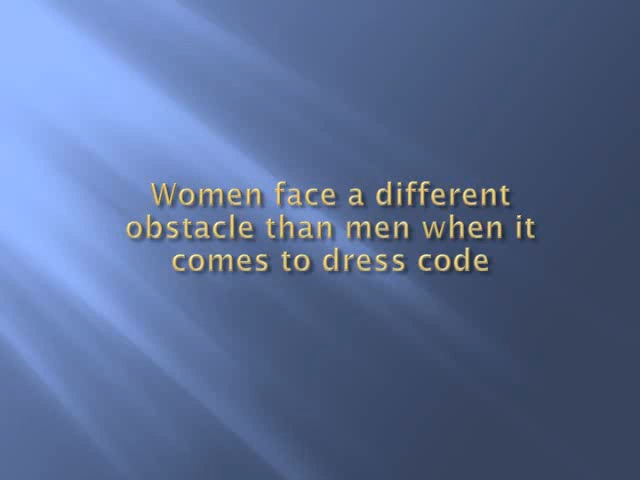 Women face a different
obstacle than men when it
comes to dress code